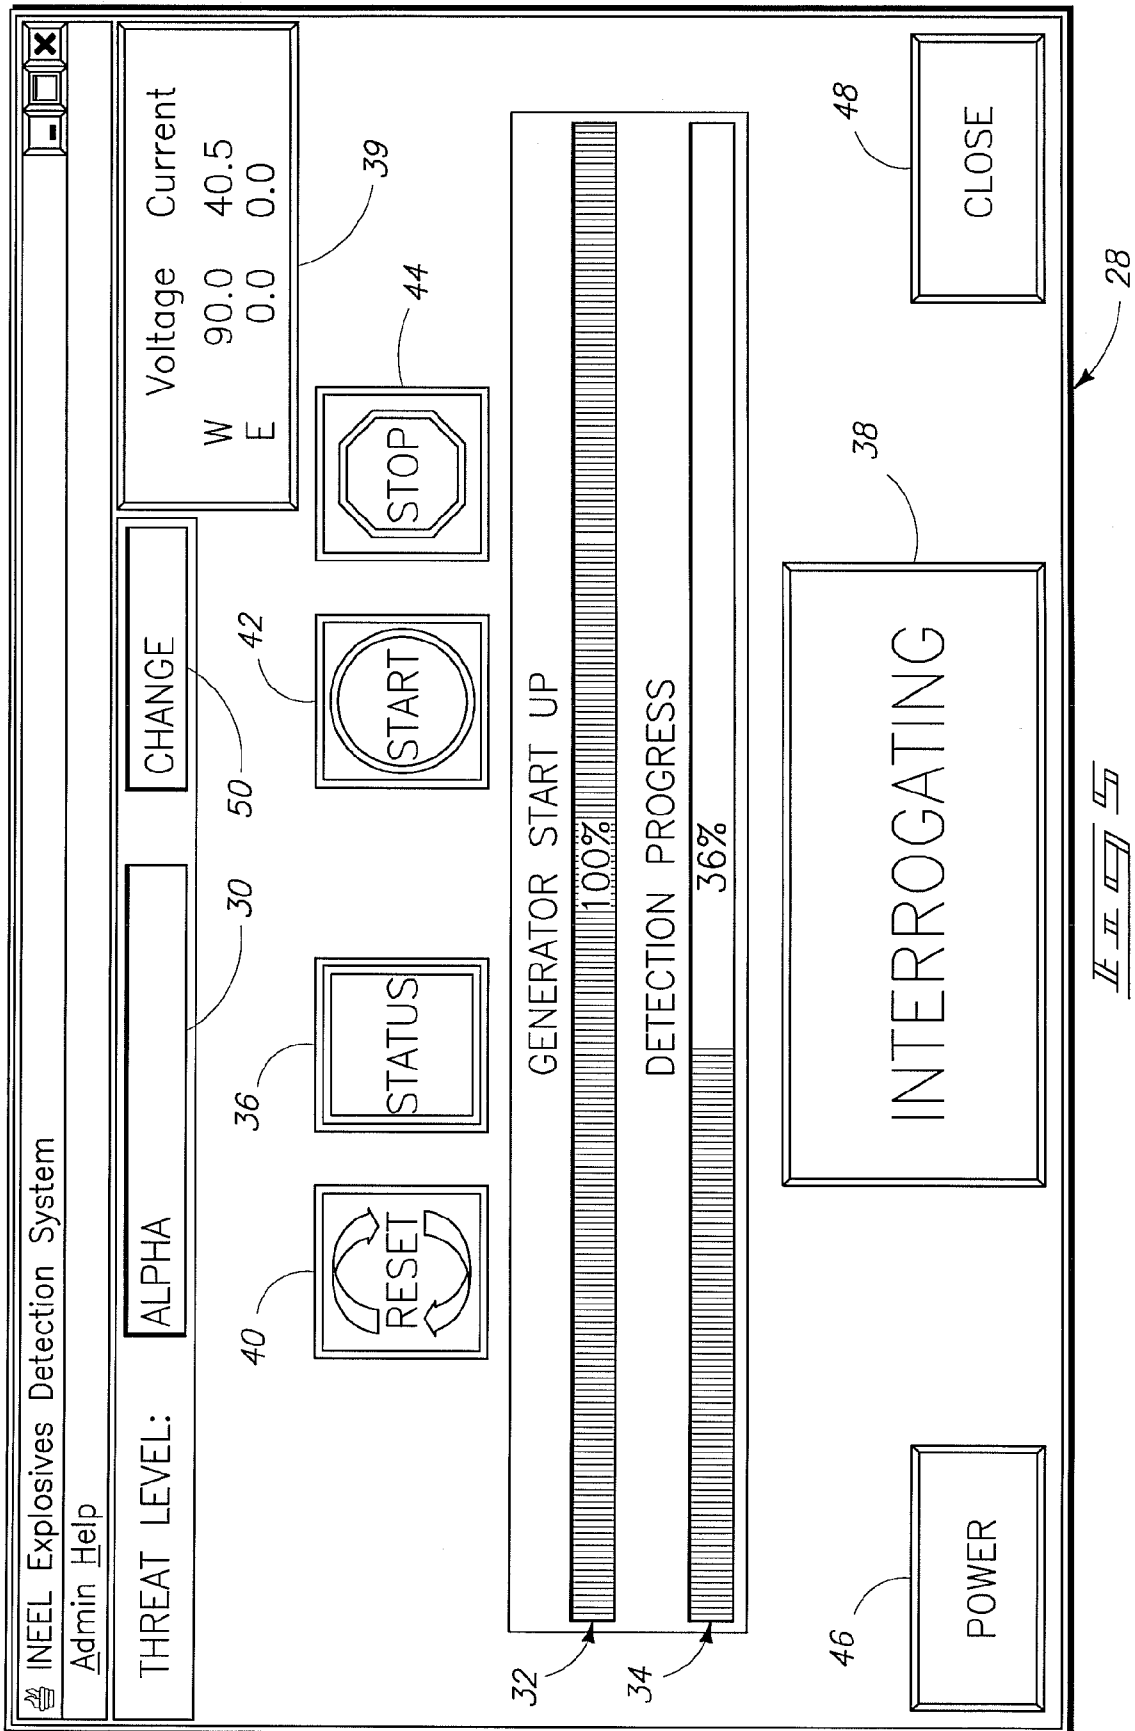 INEEL Explosives Detection System
Admin Help
THREAT LEVEL: ALPHA CHANGE
30
50
Voltage Current
W 90.0 40.5
E 0.0 0.0
39
40
36
42
44
RESET STATUS START STOP
GENERATOR START UP
32
100%
DETECTION PROGRESS
34
36%
INTERROGATING
38
46
48
POWER CLOSE
28
FIG 5